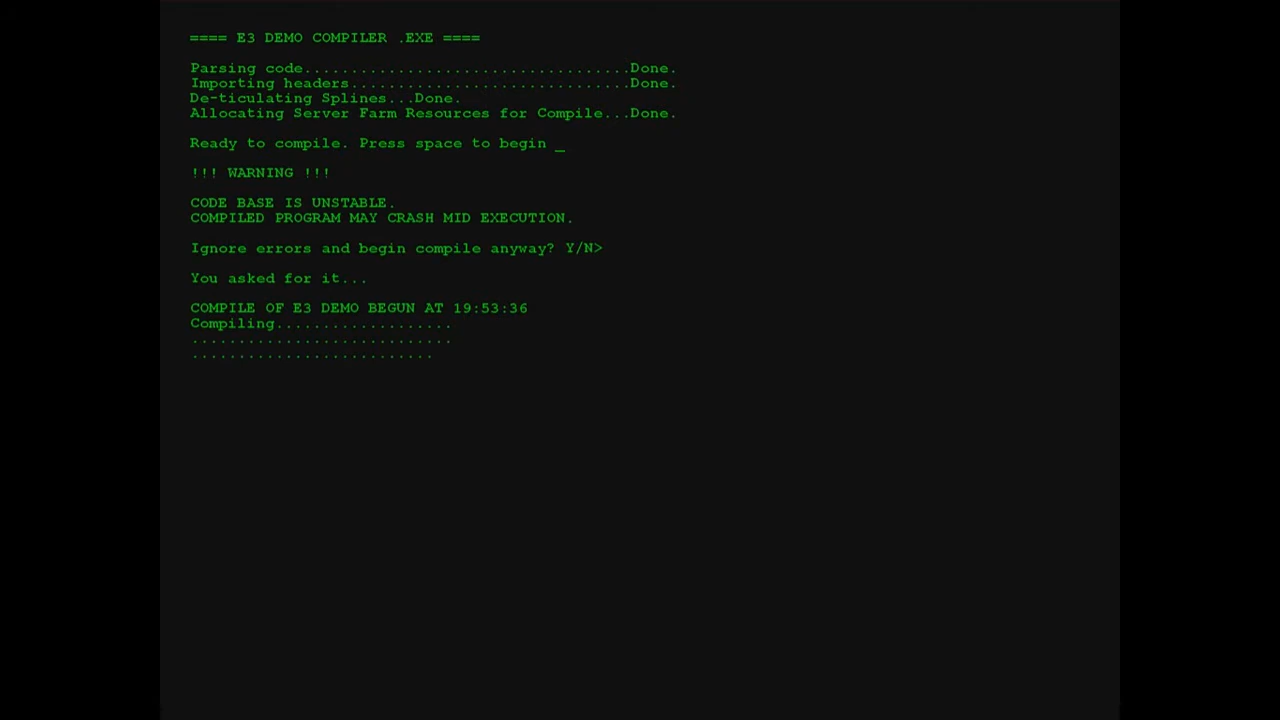 ==== E3 DEMO COMPILER .EXE ====
Parsing code...................................Done.
Importing headers..............................Done.
De-ticulating Splines...Done.
Allocating Server Farm Resources for Compile...Done.
Ready to compile. Press space to begin _
!!! WARNING !!!
CODE BASE IS UNSTABLE.
COMPILED PROGRAM MAY CRASH MID EXECUTION.
Ignore errors and begin compile anyway? Y/N>
You asked for it...
COMPILE OF E3 DEMO BEGUN AT 19:53:36
Compiling...................
............................
..........................